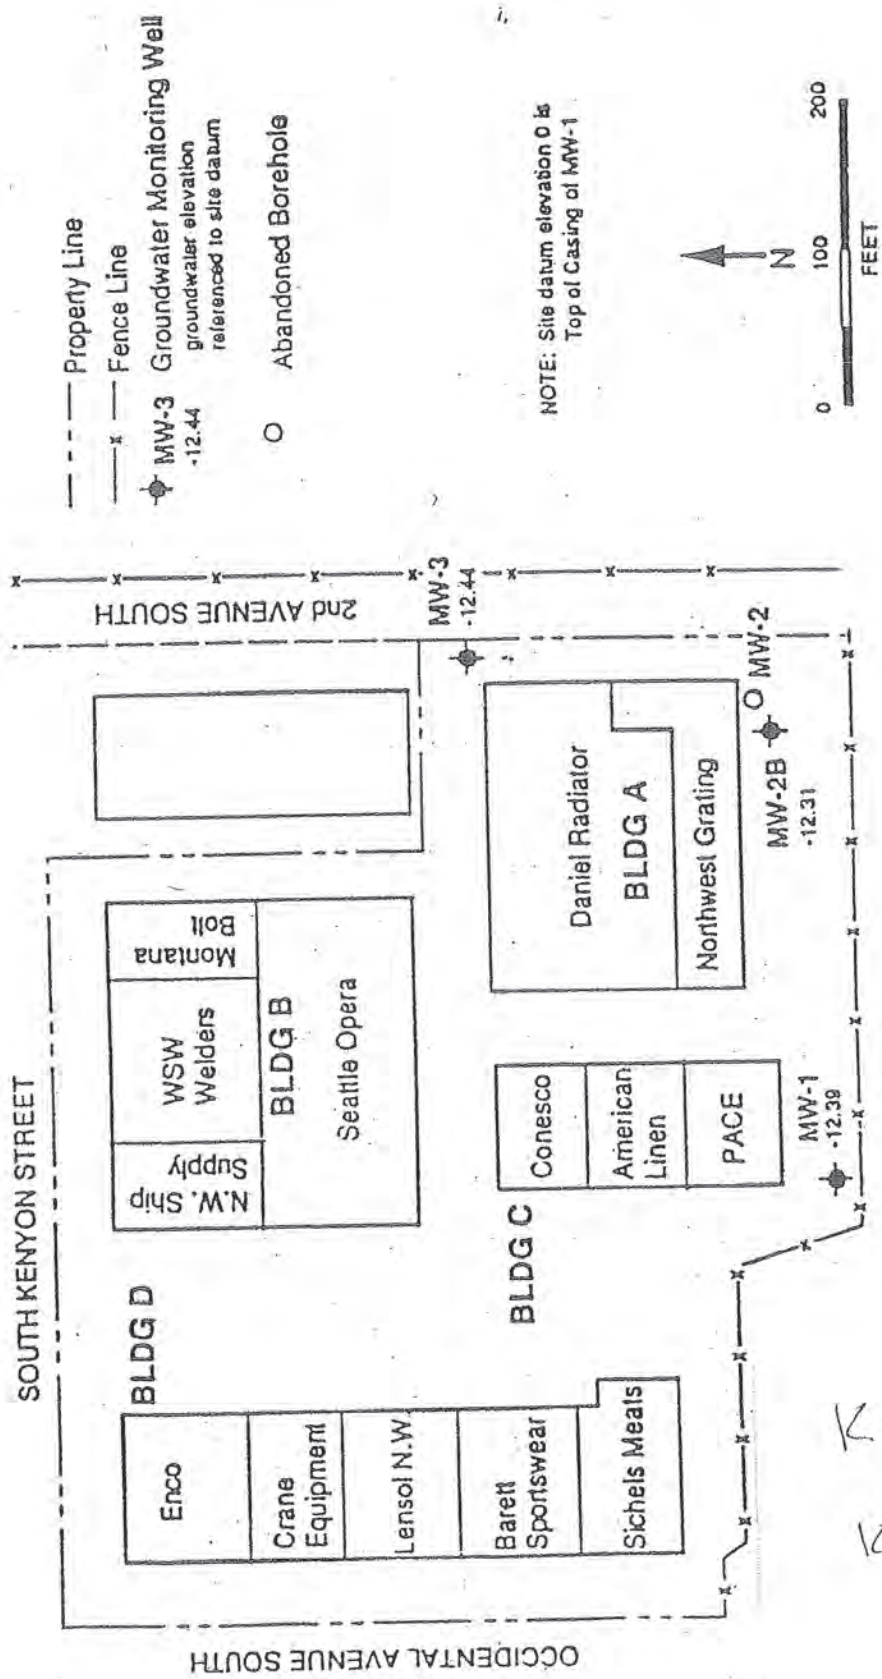 SOUTH KENYON STREET
OCCIDENTAL AVENUE SOUTH
2nd AVENUE SOUTH
BLDG D
Enco
Crane
Equipment
Lensol N.W.
Barett
Sportswear
Sichels Meats
N.W. Ship
Supply
WSW
Welders
Montana
Bolt
BLDG B
Seattle Opera
BLDG C
Conesco
American
Linen
PACE
Daniel Radiator
BLDG A
Northwest Grating
MW-1
-12.39
MW-2B
-12.31
MW-2
MW-3
-12.44
Property Line
Fence Line
MW-3 Groundwater Monitoring Well
-12.44 groundwater elevation
referenced to site datum
Abandoned Borehole
NOTE: Site datum elevation 0 is
Top of Casing of MW-1
N
0 100 200
FEET